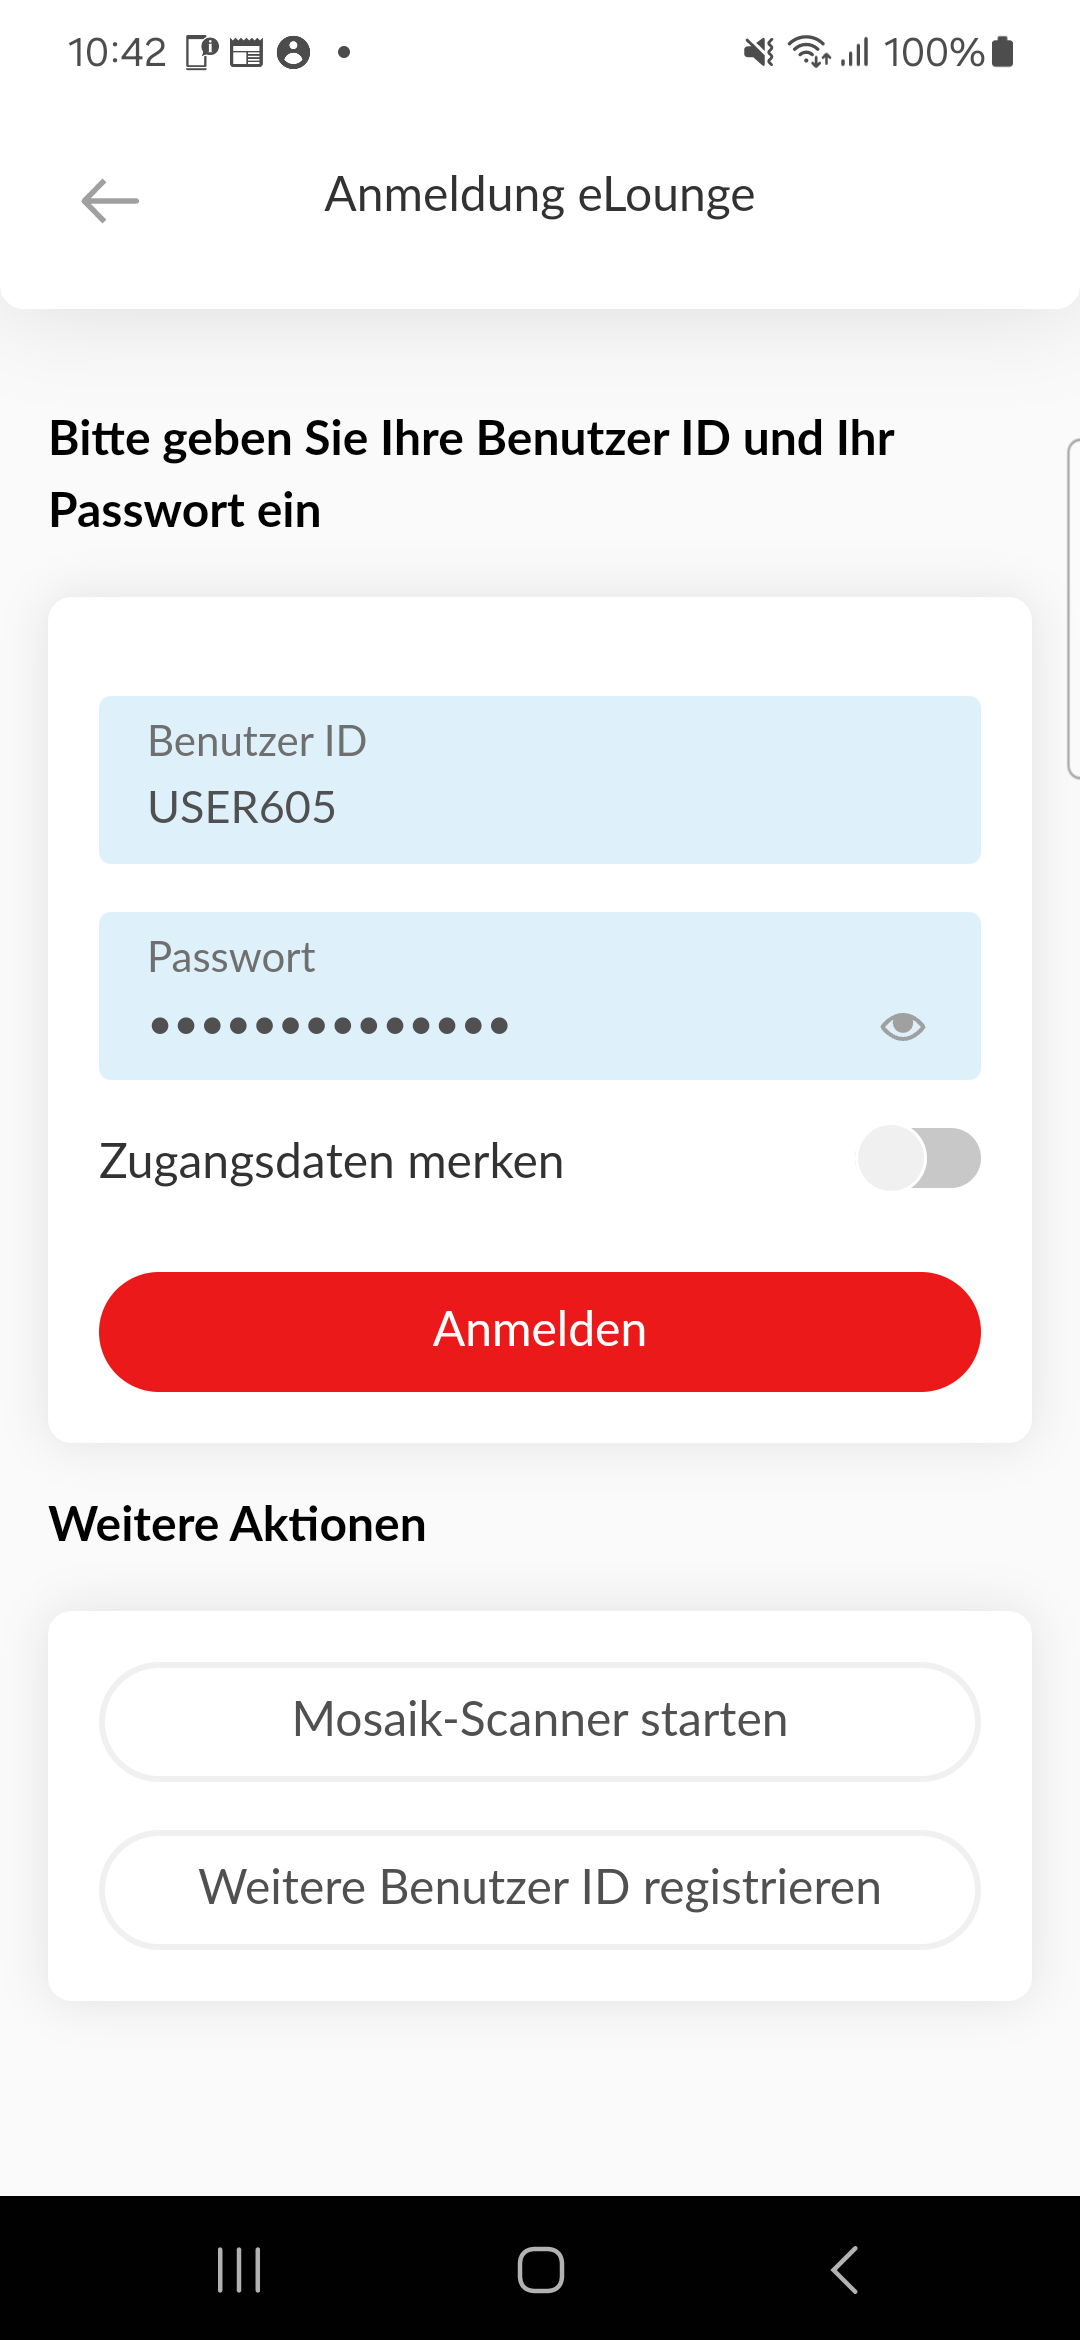 10:42
100%
Anmeldung eLounge
Bitte geben Sie Ihre Benutzer ID und Ihr
Passwort ein
Benutzer ID
USER605
Passwort
••••••••••••••
Zugangsdaten merken
Anmelden
Weitere Aktionen
Mosaik-Scanner starten
Weitere Benutzer ID registrieren